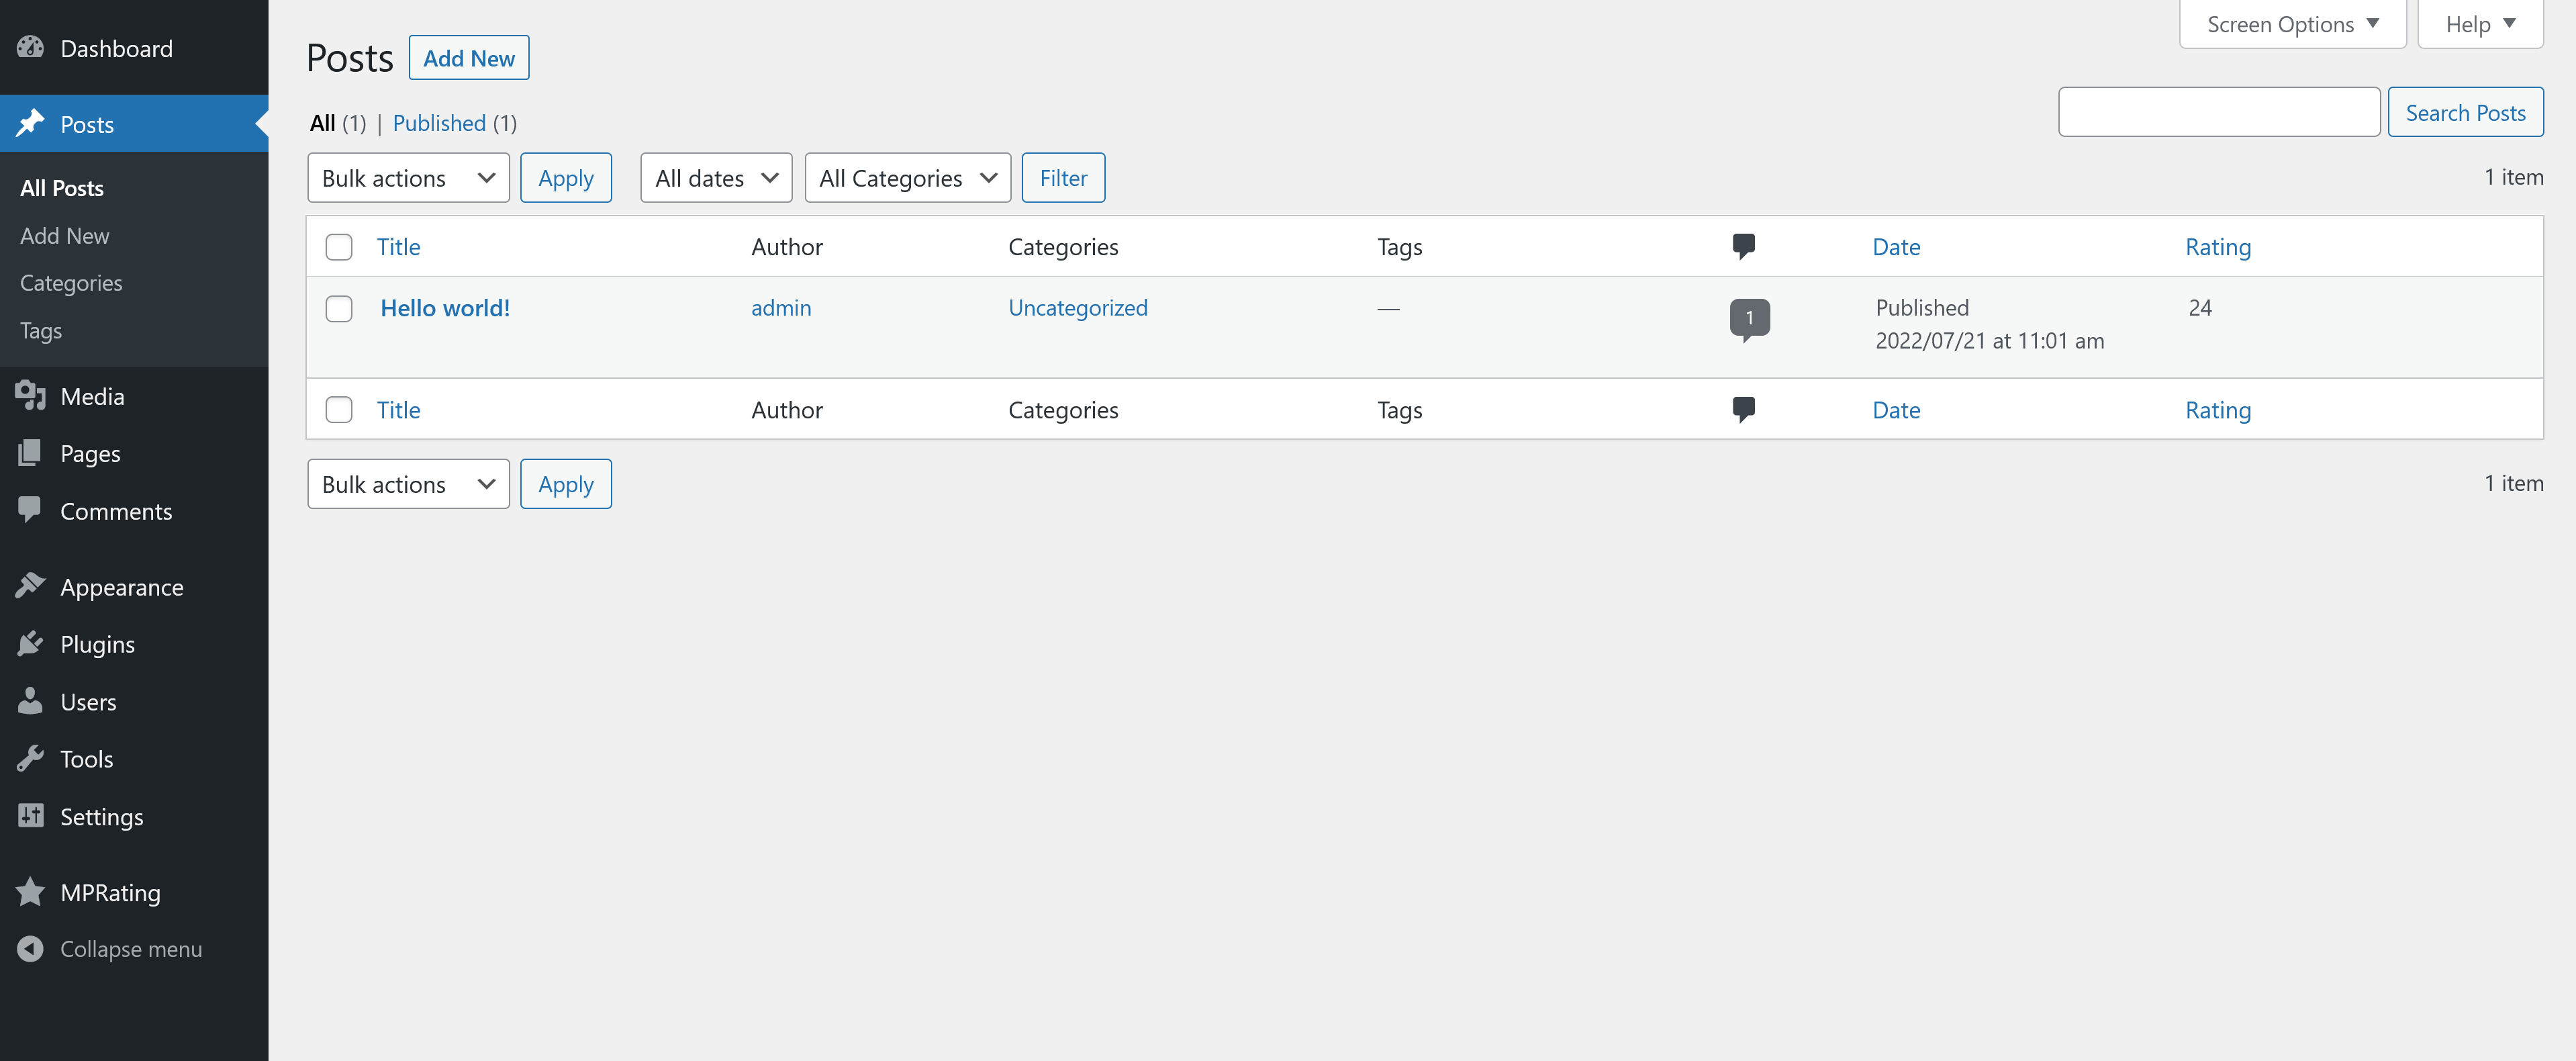 Dashboard
Posts
All Posts
Add New
Categories
Tags
Media
Pages
Comments
Appearance
Plugins
Users
Tools
Settings
MPRating
Collapse menu
Screen Options Help
Posts Add New
All (1) | Published (1)
Search Posts
Bulk actions Apply All dates All Categories Filter 1 item
Title Author Categories Tags Date Rating
Hello world! admin Uncategorized — 1 Published 24
2022/07/21 at 11:01 am
Title Author Categories Tags Date Rating
Bulk actions Apply 1 item